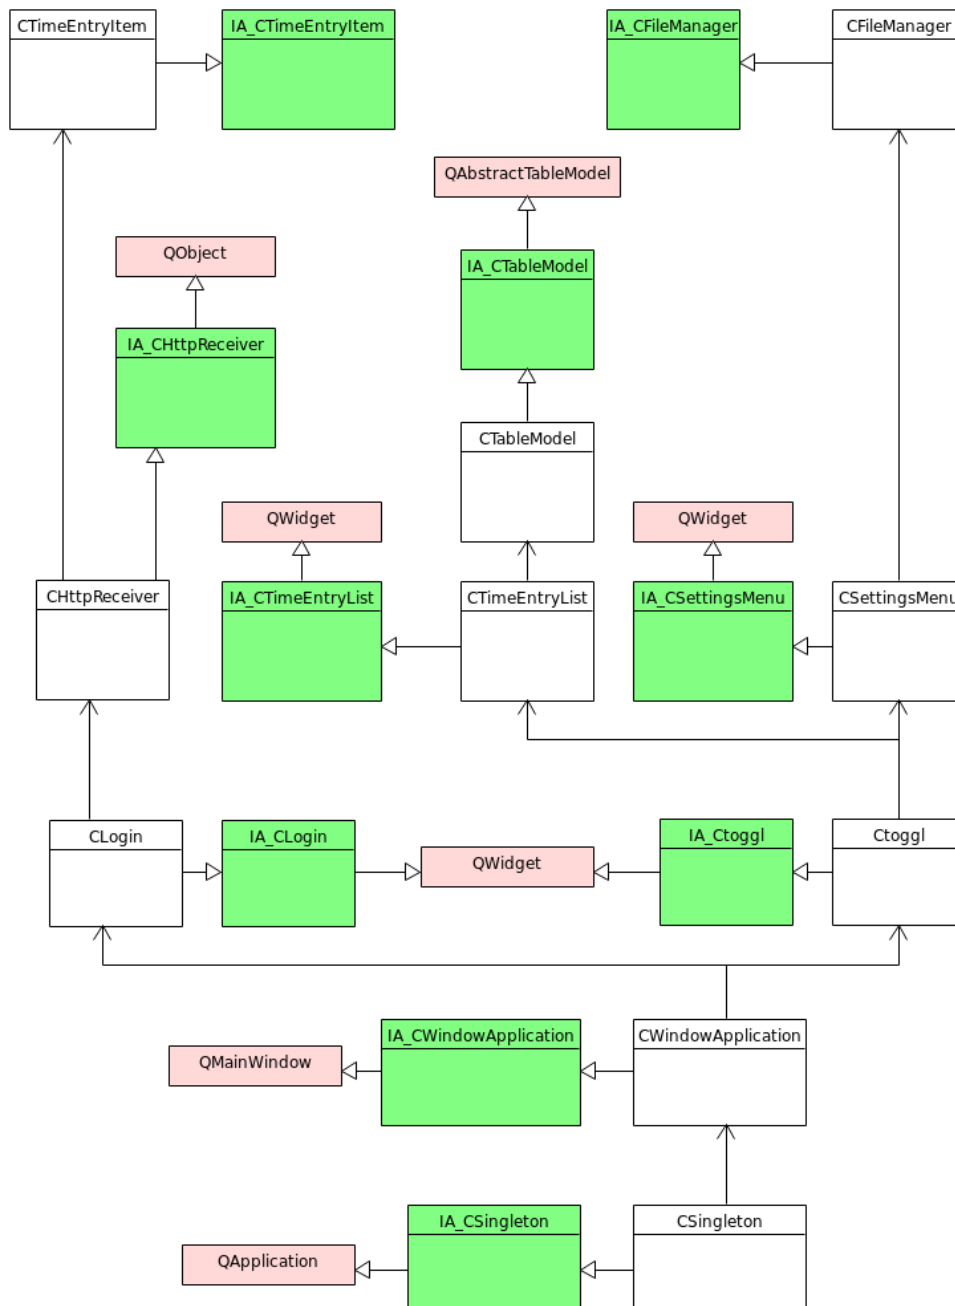 CTimeEntryItem
IA_CTimeEntryItem
IA_CFileManager
CFileManager
QAbstractTableModel
QObject
IA_CTableModel
IA_CHttpReceiver
CTableModel
QWidget
QWidget
CHttpReceiver
IA_CTimeEntryList
CTimeEntryList
IA_CSettingsMenu
CSettingsMenu
CLogin
IA_CLogin
QWidget
IA_Ctoggl
Ctoggl
QMainWindow
IA_CWindowApplication
CWindowApplication
QApplication
IA_CSingleton
CSingleton